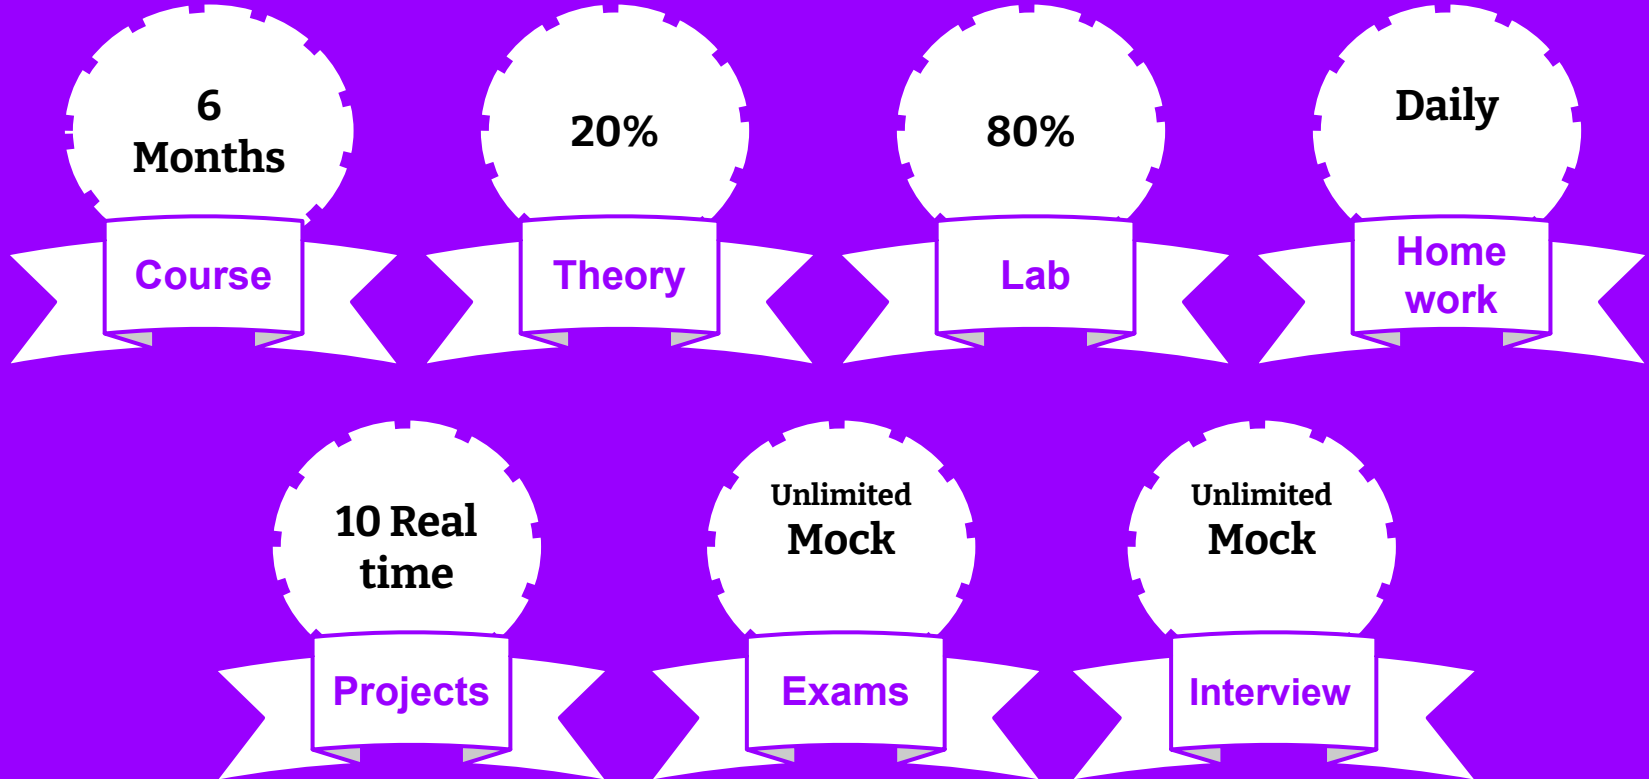 6
Months
Course
20%
Theory
80%
Lab
Daily
Home
work
10 Real
time
Projects
Unlimited
Mock
Exams
Unlimited
Mock
Interview